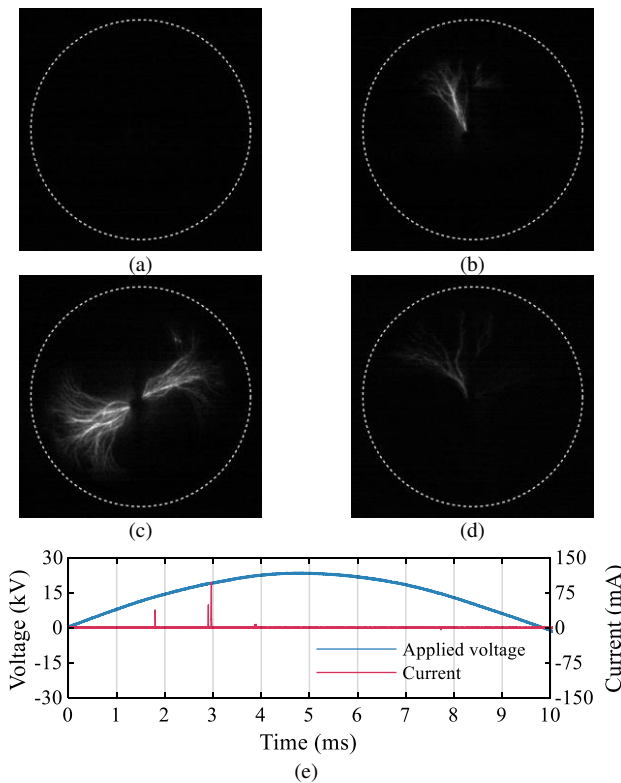 (a)
(b)
(c)
(d)
30
15
0
-15
-30
Voltage (kV)
150
75
0
-75
-150
Current (mA)
Applied voltage
Current
0 1 2 3 4 5 6 7 8 9 10
Time (ms)
(e)